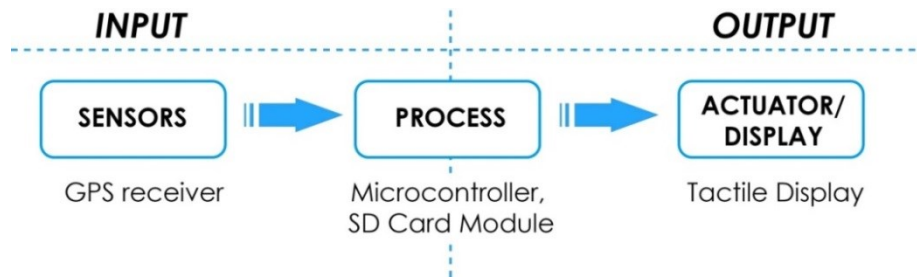 INPUT
OUTPUT
SENSORS
PROCESS
ACTUATOR/
DISPLAY
GPS receiver
Microcontroller,
SD Card Module
Tactile Display